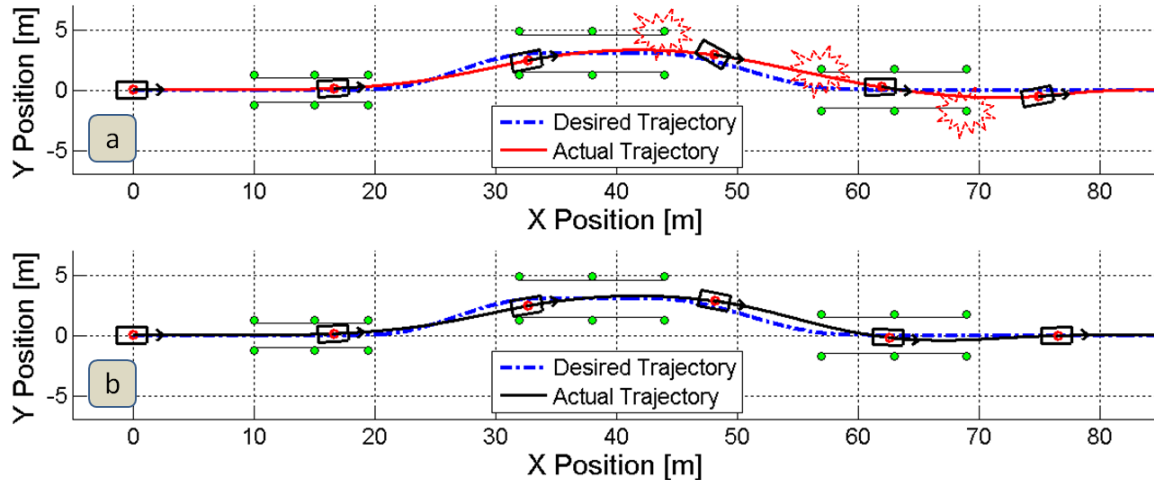 5
0
-5
Y Position [m]
a
Desired Trajectory
Actual Trajectory
0 10 20 30 40 50 60 70 80
X Position [m]
5
0
-5
Y Position [m]
b
Desired Trajectory
Actual Trajectory
0 10 20 30 40 50 60 70 80
X Position [m]